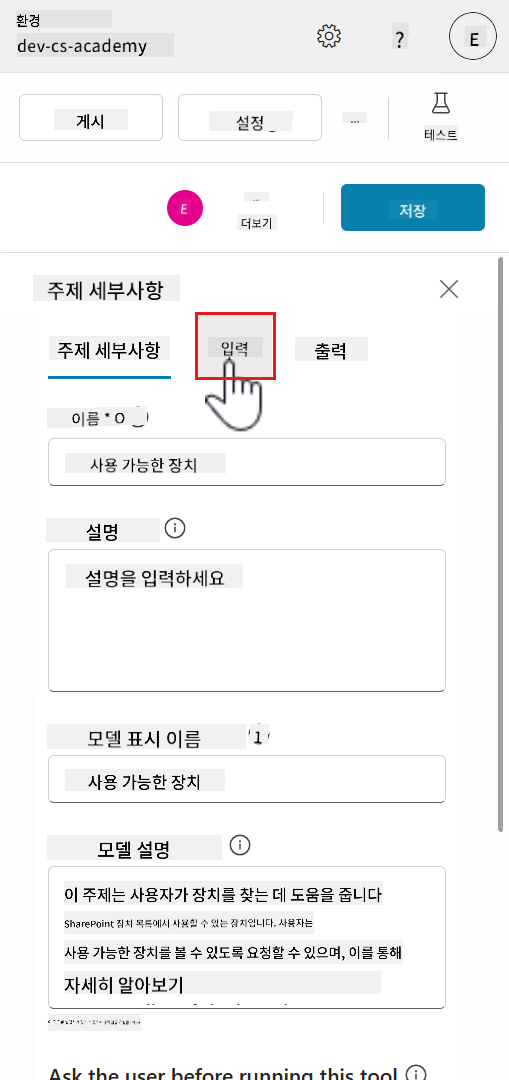 환경
dev-cs-academy
?
E
게시
설정
...
테스트
E
...
더보기
저장
주제 세부사항
주제 세부사항
입력
출력
이름 * O
사용 가능한 장치
설명
설명을 입력하세요
모델 표시 이름
사용 가능한 장치
모델 설명
이 주제는 사용자가 장치를 찾는 데 도움을 줍니다
SharePoint 장치 목록에서 사용할 수 있는 장치입니다. 사용자는
사용 가능한 장치를 볼 수 있도록 요청할 수 있으며, 이를 통해
자세히 알아보기
Ask the user before running this tool